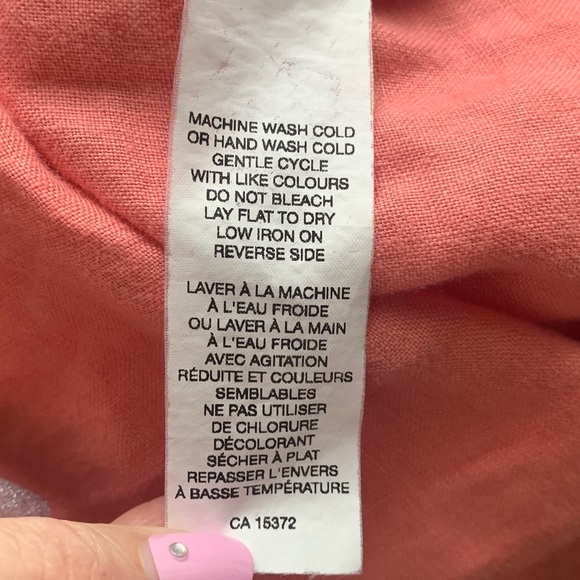 MACHINE WASH COLD
OR HAND WASH COLD
GENTLE CYCLE
WITH LIKE COLOURS
DO NOT BLEACH
LAY FLAT TO DRY
LOW IRON ON
REVERSE SIDE
LAVER À LA MACHINE
À L'EAU FROIDE
OU LAVER À LA MAIN
À L'EAU FROIDE
AVEC AGITATION
RÉDUITE ET COULEURS
SEMBLABLES
NE PAS UTILISER
DE CHLORURE
DÉCOLORANT
SÉCHER À PLAT
REPASSER L'ENVERS
À BASSE TEMPÉRATURE
CA 15372